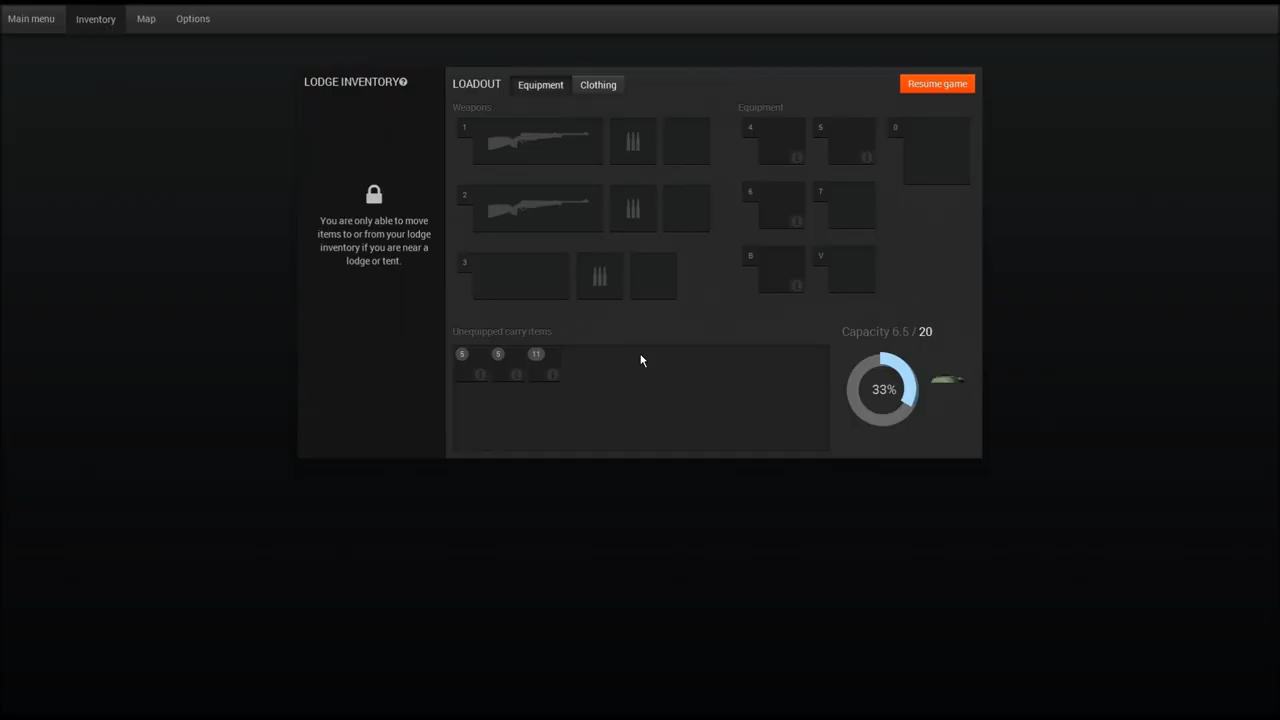 Main menu
Inventory
Map
Options
LODGE INVENTORY
LOADOUT
Equipment
Clothing
Resume game
Weapons
Equipment
1
4
5
0
2
6
7
3
B
V
You are only able to move
items to or from your lodge
inventory if you are near a
lodge or tent.
Unequipped carry items
Capacity 6.5 / 20
5
5
11
33%